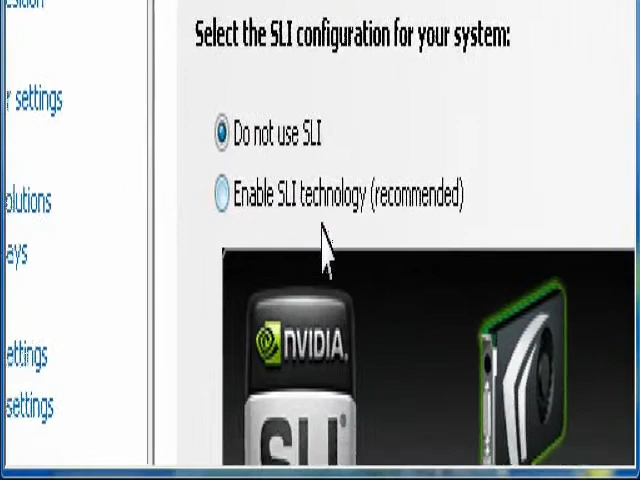 Select the SLI configuration for your system:
r settings
Do not use SLI
Enable SLI technology (recommended)
olutions
ays
nVIDIA.
ettings
SLI
settings